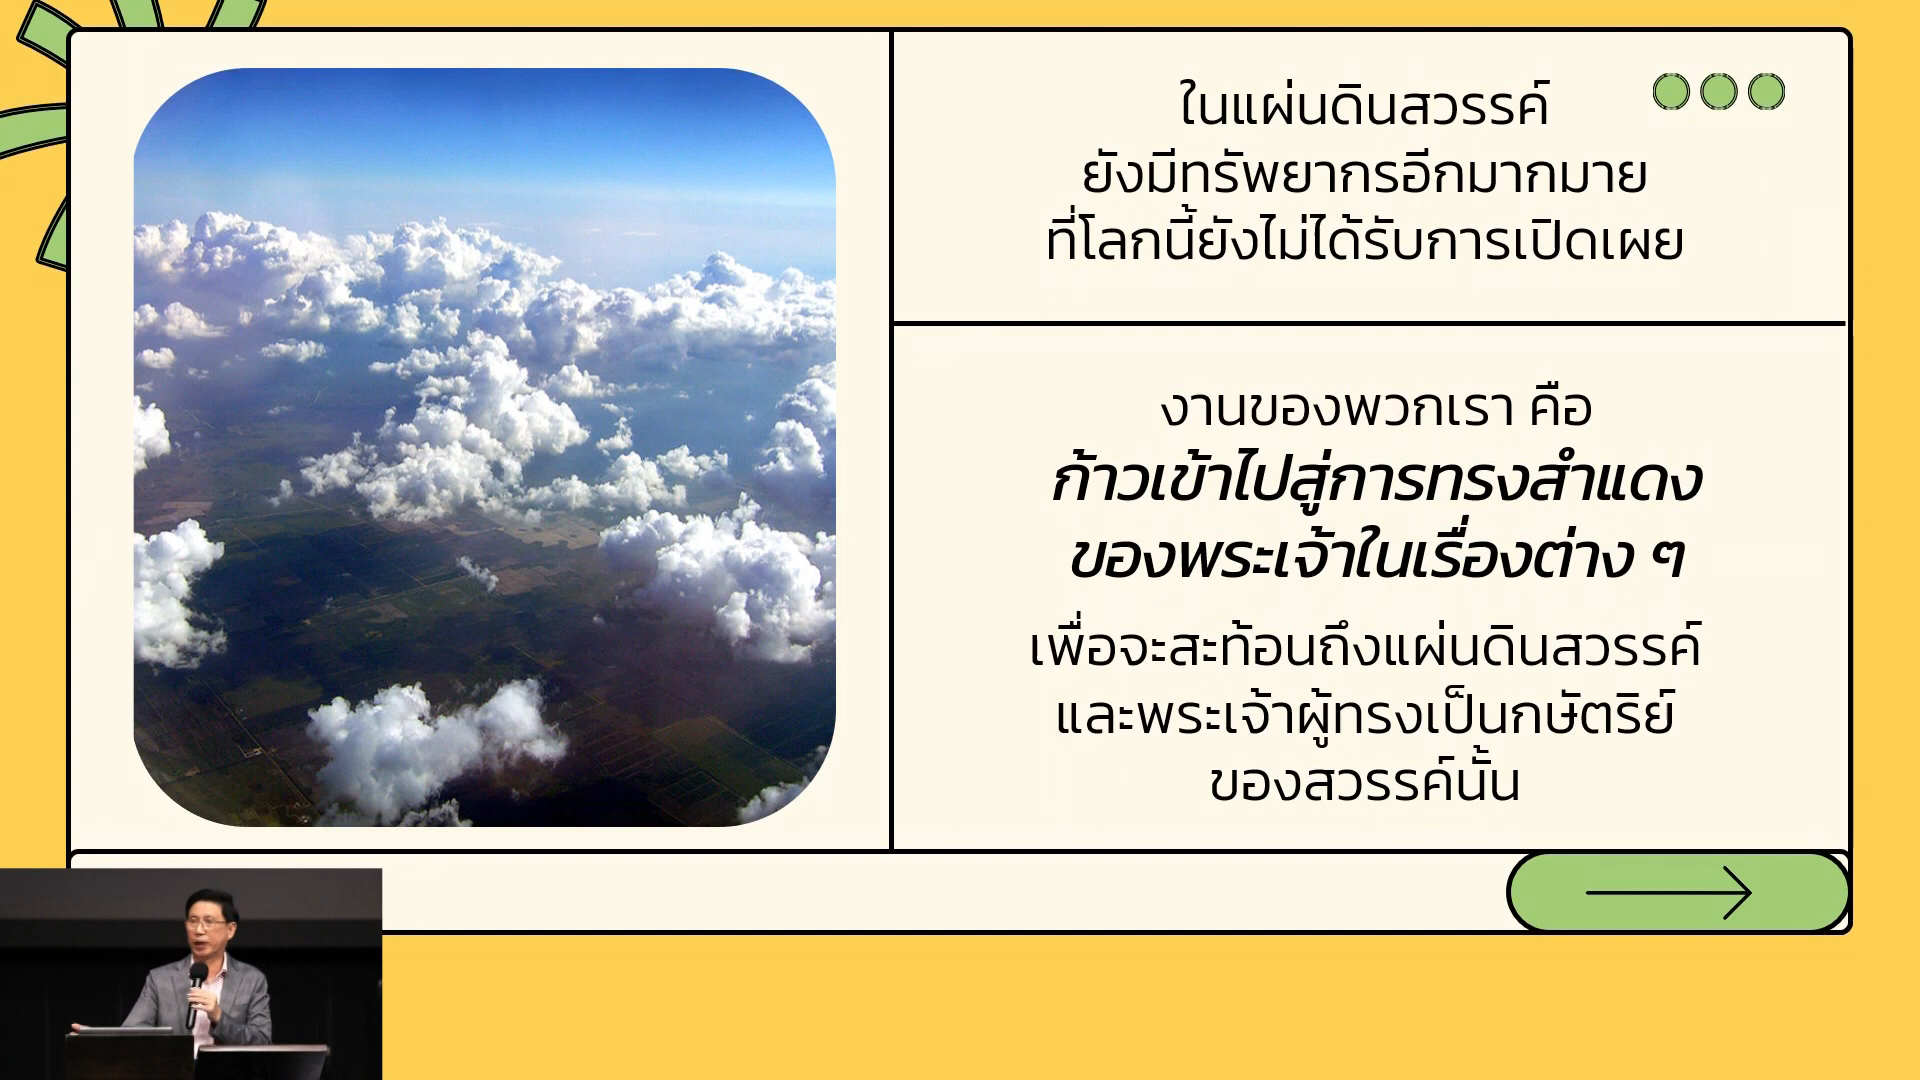 ในแผ่นดินสวรรค์
ยังมีทรัพยากรอีกมากมาย
ที่โลกนี้ยังไม่ได้รับการเปิดเผย
งานของพวกเรา คือ
ก้าวเข้าไปสู่การทรงสำแดง
ของพระเจ้าในเรื่องต่าง ๆ
เพื่อจะสะท้อนถึงแผ่นดินสวรรค์
และพระเจ้าผู้ทรงเป็นกษัตริย์
ของสวรรค์นั้น